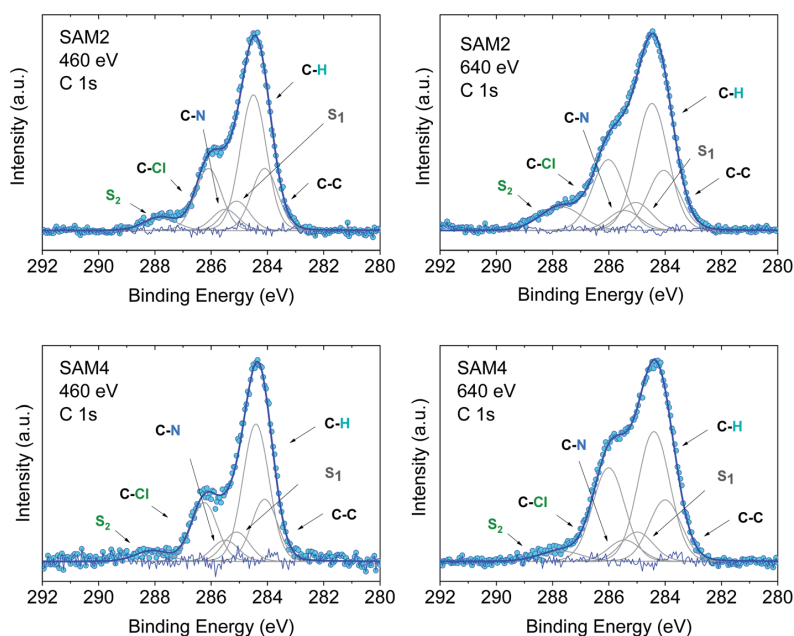 SAM2
460 eV
C 1s
C-H
C-N
S1
C-Cl
C-C
S2
Intensity (a.u.)
292 290 288 286 284 282 280
Binding Energy (eV)
SAM2
640 eV
C 1s
C-H
C-N
S1
C-Cl
C-C
S2
Intensity (a.u.)
292 290 288 286 284 282 280
Binding Energy (eV)
SAM4
460 eV
C 1s
C-N
C-H
S1
C-Cl
C-C
S2
Intensity (a.u.)
292 290 288 286 284 282 280
Binding Energy (eV)
SAM4
640 eV
C 1s
C-H
C-N
S1
C-Cl
C-C
S2
Intensity (a.u.)
292 290 288 286 284 282 280
Binding Energy (eV)